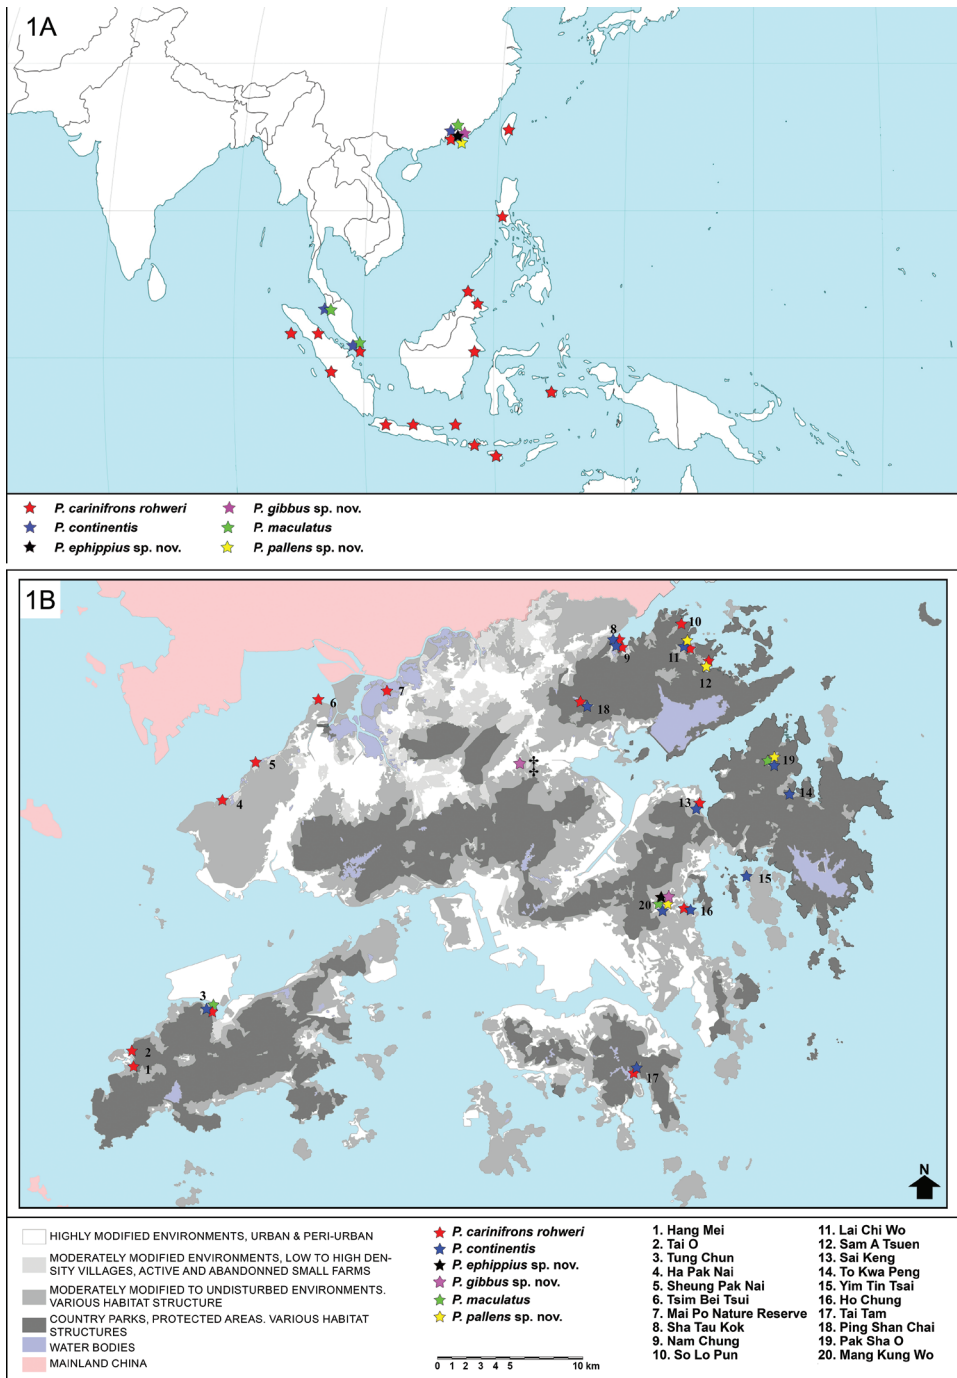 1A
P. carinifrons rohweri
P. continentis
P. ephippius sp. nov.
P. gibbus sp. nov.
P. maculatus
P. pallens sp. nov.
1B
10
8
9
11
12
7
6
18
5
19
4
14
13
15
20
16
3
2
1
17
N
HIGHLY MODIFIED ENVIRONMENTS, URBAN & PERI-URBAN
MODERATELY MODIFIED ENVIRONMENTS, LOW TO HIGH DEN-
SITY VILLAGES, ACTIVE AND ABANDONNED SMALL FARMS
MODERATELY MODIFIED TO UNDISTURBED ENVIRONMENTS.
VARIOUS HABITAT STRUCTURE
COUNTRY PARKS, PROTECTED AREAS. VARIOUS HABITAT
STRUCTURES
WATER BODIES
MAINLAND CHINA
P. carinifrons rohweri
P. continentis
P. ephippius sp. nov.
P. gibbus sp. nov.
P. maculatus
P. pallens sp. nov.
0 1 2 3 4 5 10 km
1. Hang Mei
2. Tai O
3. Tung Chun
4. Ha Pak Nai
5. Sheung Pak Nai
6. Tsim Bei Tsui
7. Mai Po Nature Reserve
8. Sha Tau Kok
9. Nam Chung
10. So Lo Pun
11. Lai Chi Wo
12. Sam A Tsuen
13. Sai Keng
14. To Kwa Peng
15. Yim Tin Tsai
16. Ho Chung
17. Tai Tam
18. Ping Shan Chai
19. Pak Sha O
20. Mang Kung Wo